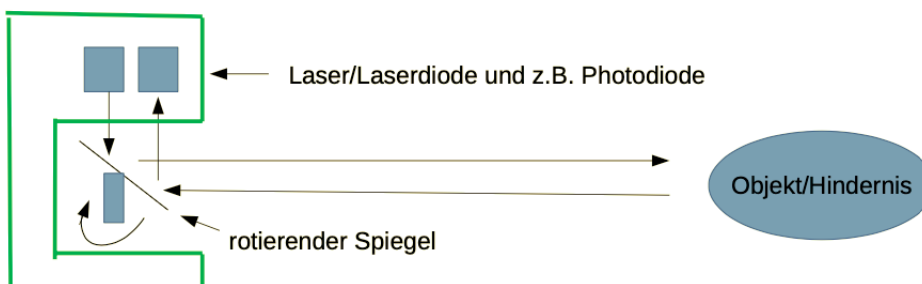 Laser/Laserdiode und z.B. Photodiode
Objekt/Hindernis
rotierender Spiegel